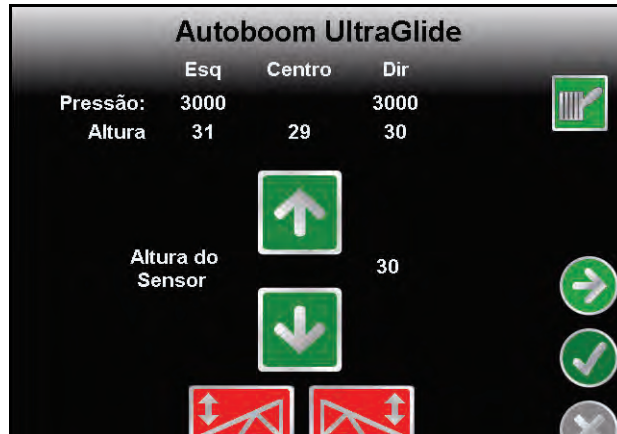 Autoboom UltraGlide
Esq Centro Dir
Pressão: 3000 3000
Altura 31 29 30
Altura do
Sensor
30